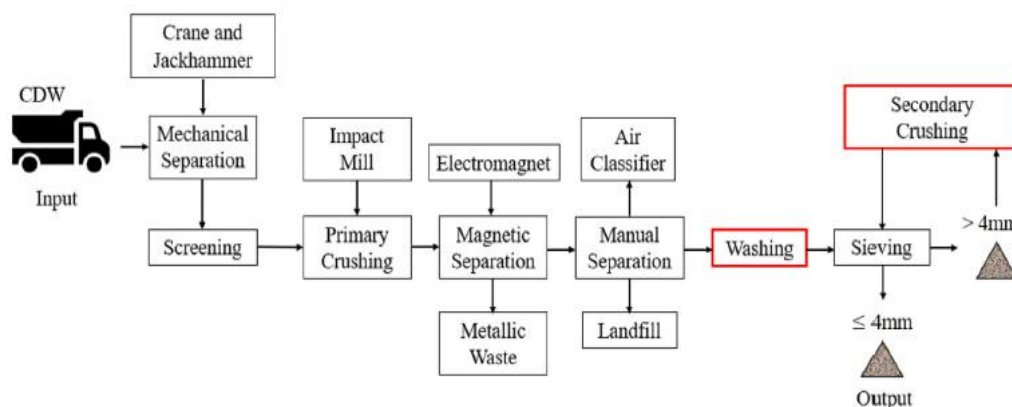 Crane and
Jackhammer
CDW
Input
Mechanical
Separation
Screening
Impact
Mill
Primary
Crushing
Electromagnet
Magnetic
Separation
Metallic
Waste
Air
Classifier
Manual
Separation
Landfill
Washing
Sieving
Secondary
Crushing
> 4mm
≤ 4mm
Output